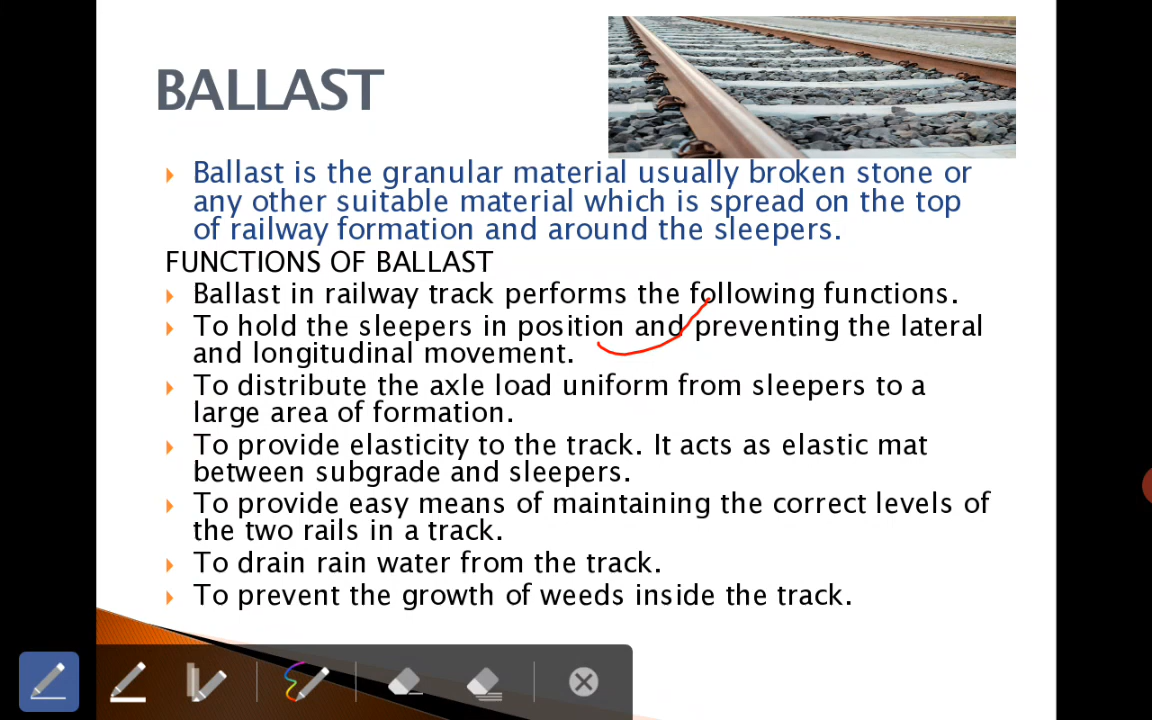 BALLAST
Ballast is the granular material usually broken stone or
any other suitable material which is spread on the top
of railway formation and around the sleepers.
FUNCTIONS OF BALLAST
Ballast in railway track performs the following functions.
To hold the sleepers in position and preventing the lateral
and longitudinal movement.
To distribute the axle load uniform from sleepers to a
large area of formation.
To provide elasticity to the track. It acts as elastic mat
between subgrade and sleepers.
To provide easy means of maintaining the correct levels of
the two rails in a track.
To drain rain water from the track.
To prevent the growth of weeds inside the track.